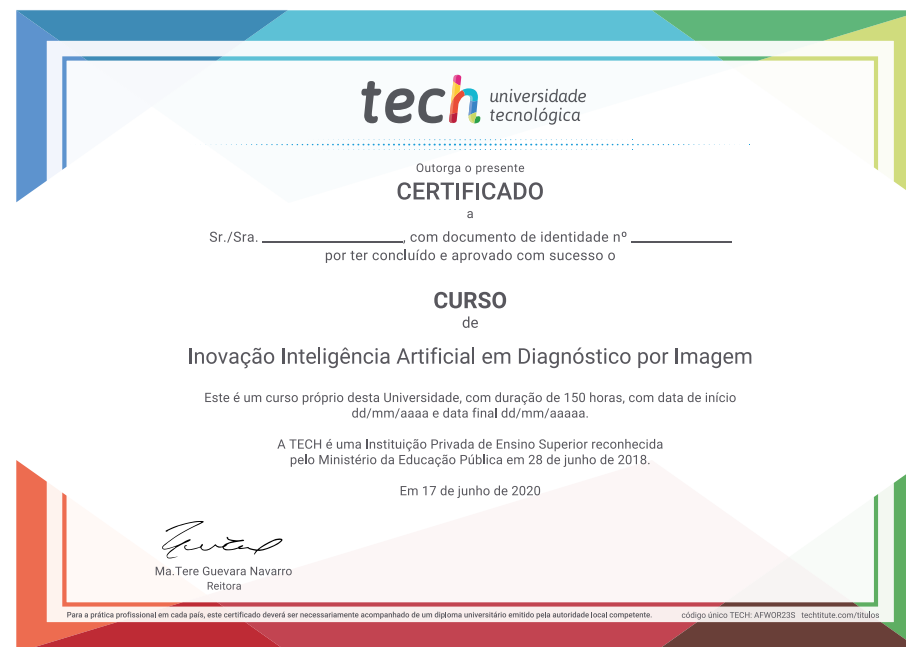 tech universidade
tecnológica
Outorga o presente
CERTIFICADO
a
Sr./Sra. ____________________, com documento de identidade nº ______________
por ter concluído e aprovado com sucesso o
CURSO
de
Inovação Inteligência Artificial em Diagnóstico por Imagem
Este é um curso próprio desta Universidade, com duração de 150 horas, com data de início
dd/mm/aaaa e data final dd/mm/aaaaa.
A TECH é uma Instituição Privada de Ensino Superior reconhecida
pelo Ministério da Educação Pública em 28 de junho de 2018.
Em 17 de junho de 2020
Ma.Tere Guevara Navarro
Reitora
Para a prática profissional em cada país, este certificado deverá ser necessariamente acompanhado de um diploma universitário emitido pela autoridade local competente. código único TECH: AFWOR23S techtitute.com/titulos